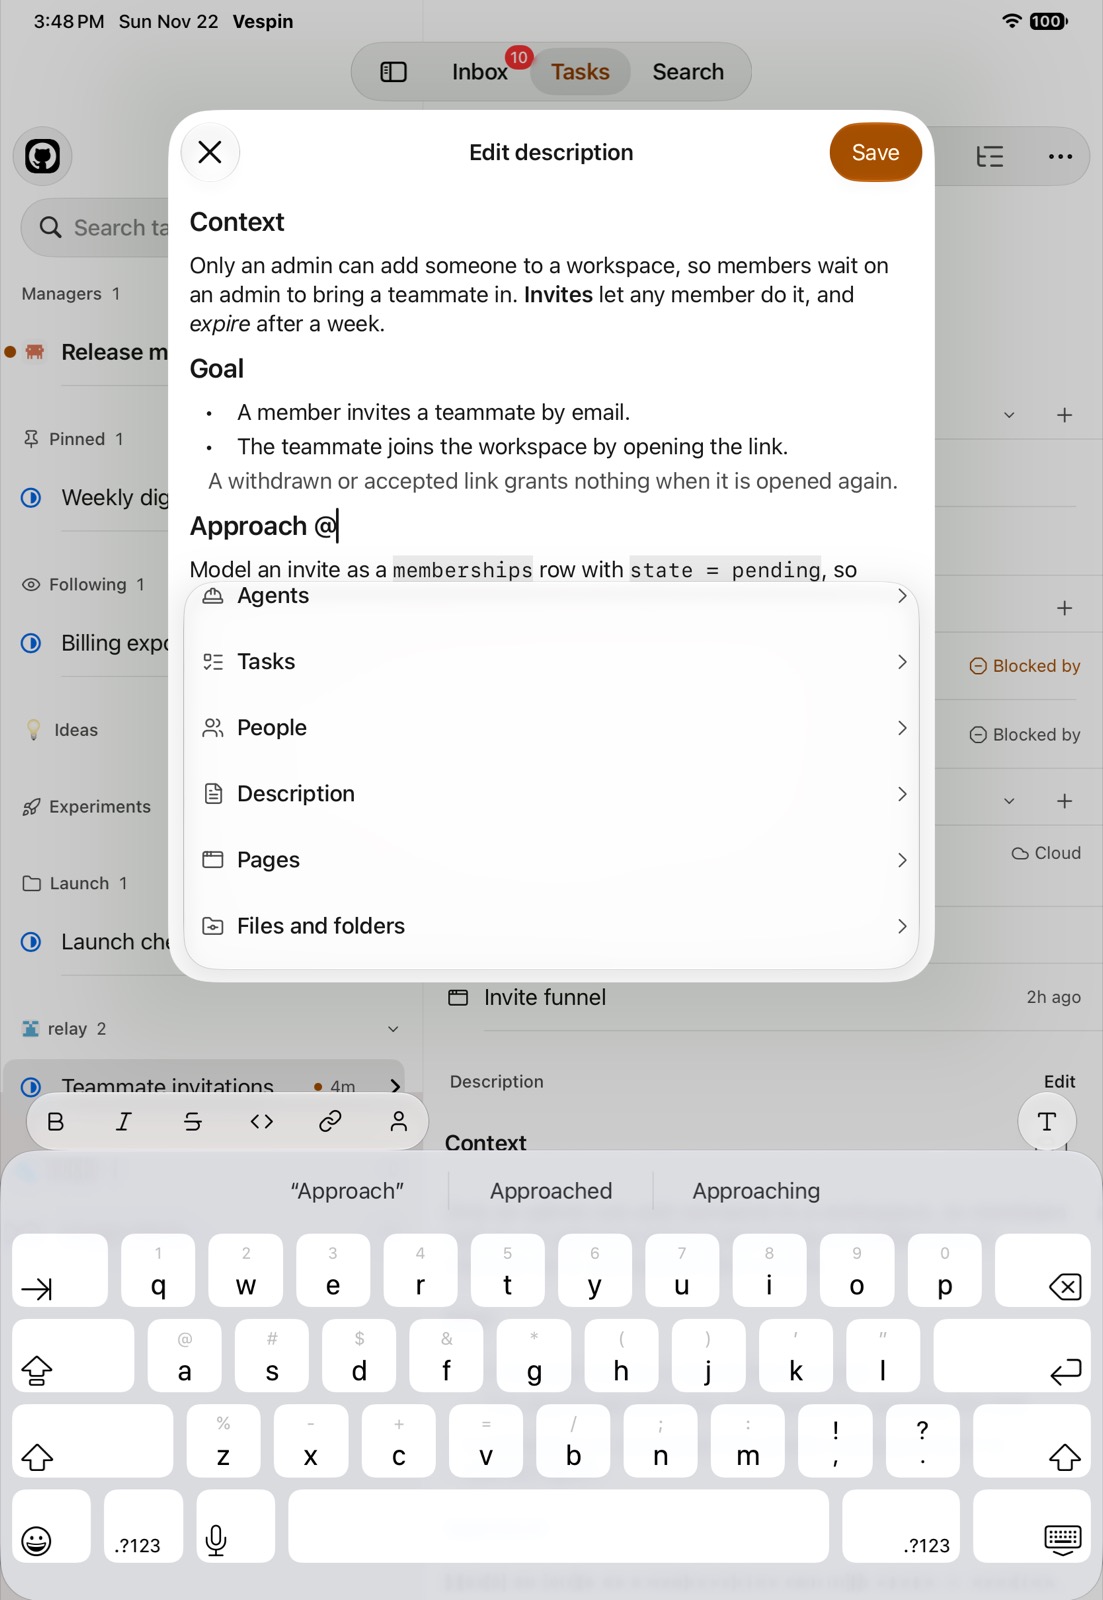 3:48 PM Sun Nov 22 Vespin
100
Inbox 10 Tasks Search
Edit description
Save
Search ta
Managers 1
Release m
Pinned 1
Weekly dig
Following 1
Billing expo
Ideas
Experiments
Launch 1
Launch che
relay 2
Teammate invitations 4m
Context
Only an admin can add someone to a workspace, so members wait on
an admin to bring a teammate in. Invites let any member do it, and
expire after a week.
Goal
• A member invites a teammate by email.
• The teammate joins the workspace by opening the link.
A withdrawn or accepted link grants nothing when it is opened again.
Approach @
Model an invite as a memberships row with state = pending, so
Agents
Tasks
People
Description
Pages
Files and folders
Blocked by
Blocked by
Cloud
Invite funnel 2h ago
Description Edit
Context
B I S <> T
“Approach” Approached Approaching
1 2 3 4 5 6 7 8 9 0
q w e r t y u i o p
@ # $ & * ( ) ' "
a s d f g h j k l
% - + = / ; : ! ?
z x c v b n m , .
.?123 .?123